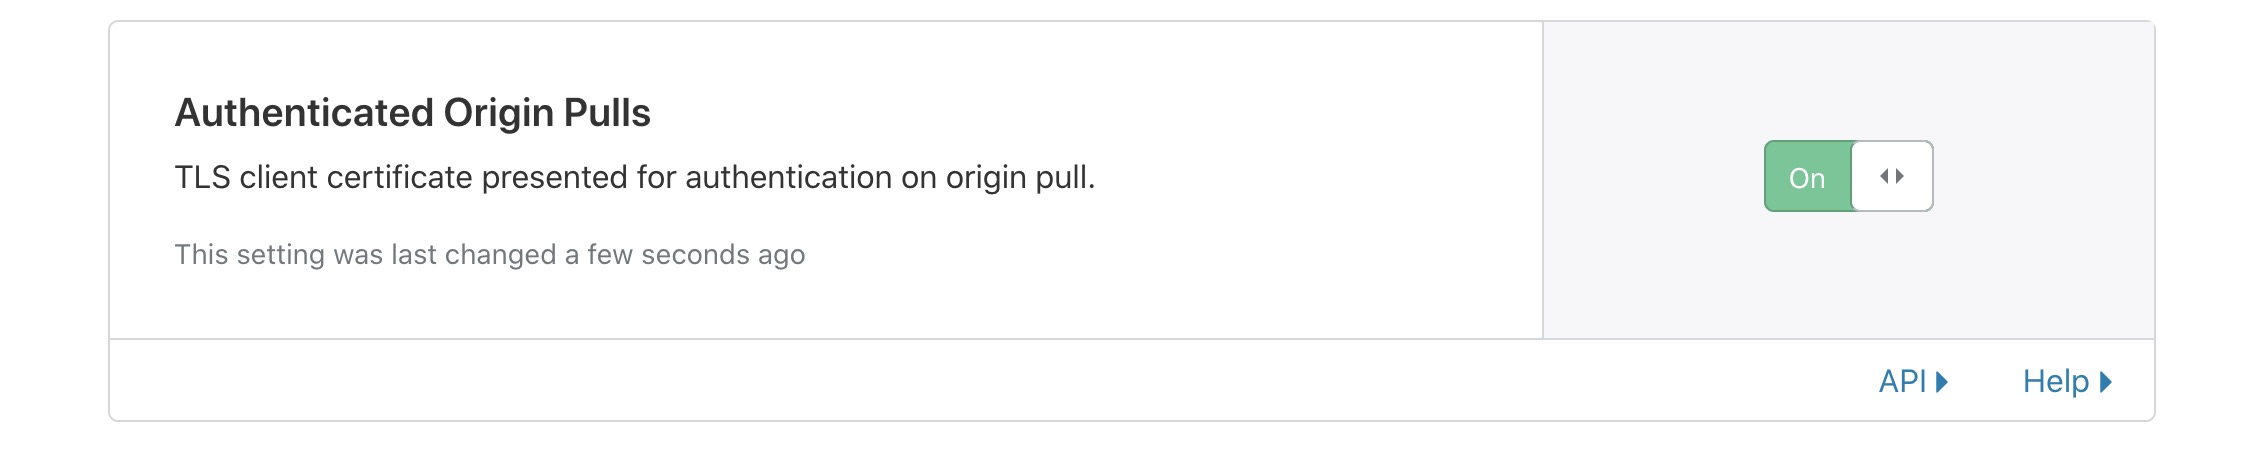 Authenticated Origin Pulls
TLS client certificate presented for authentication on origin pull.
This setting was last changed a few seconds ago
On
API
Help